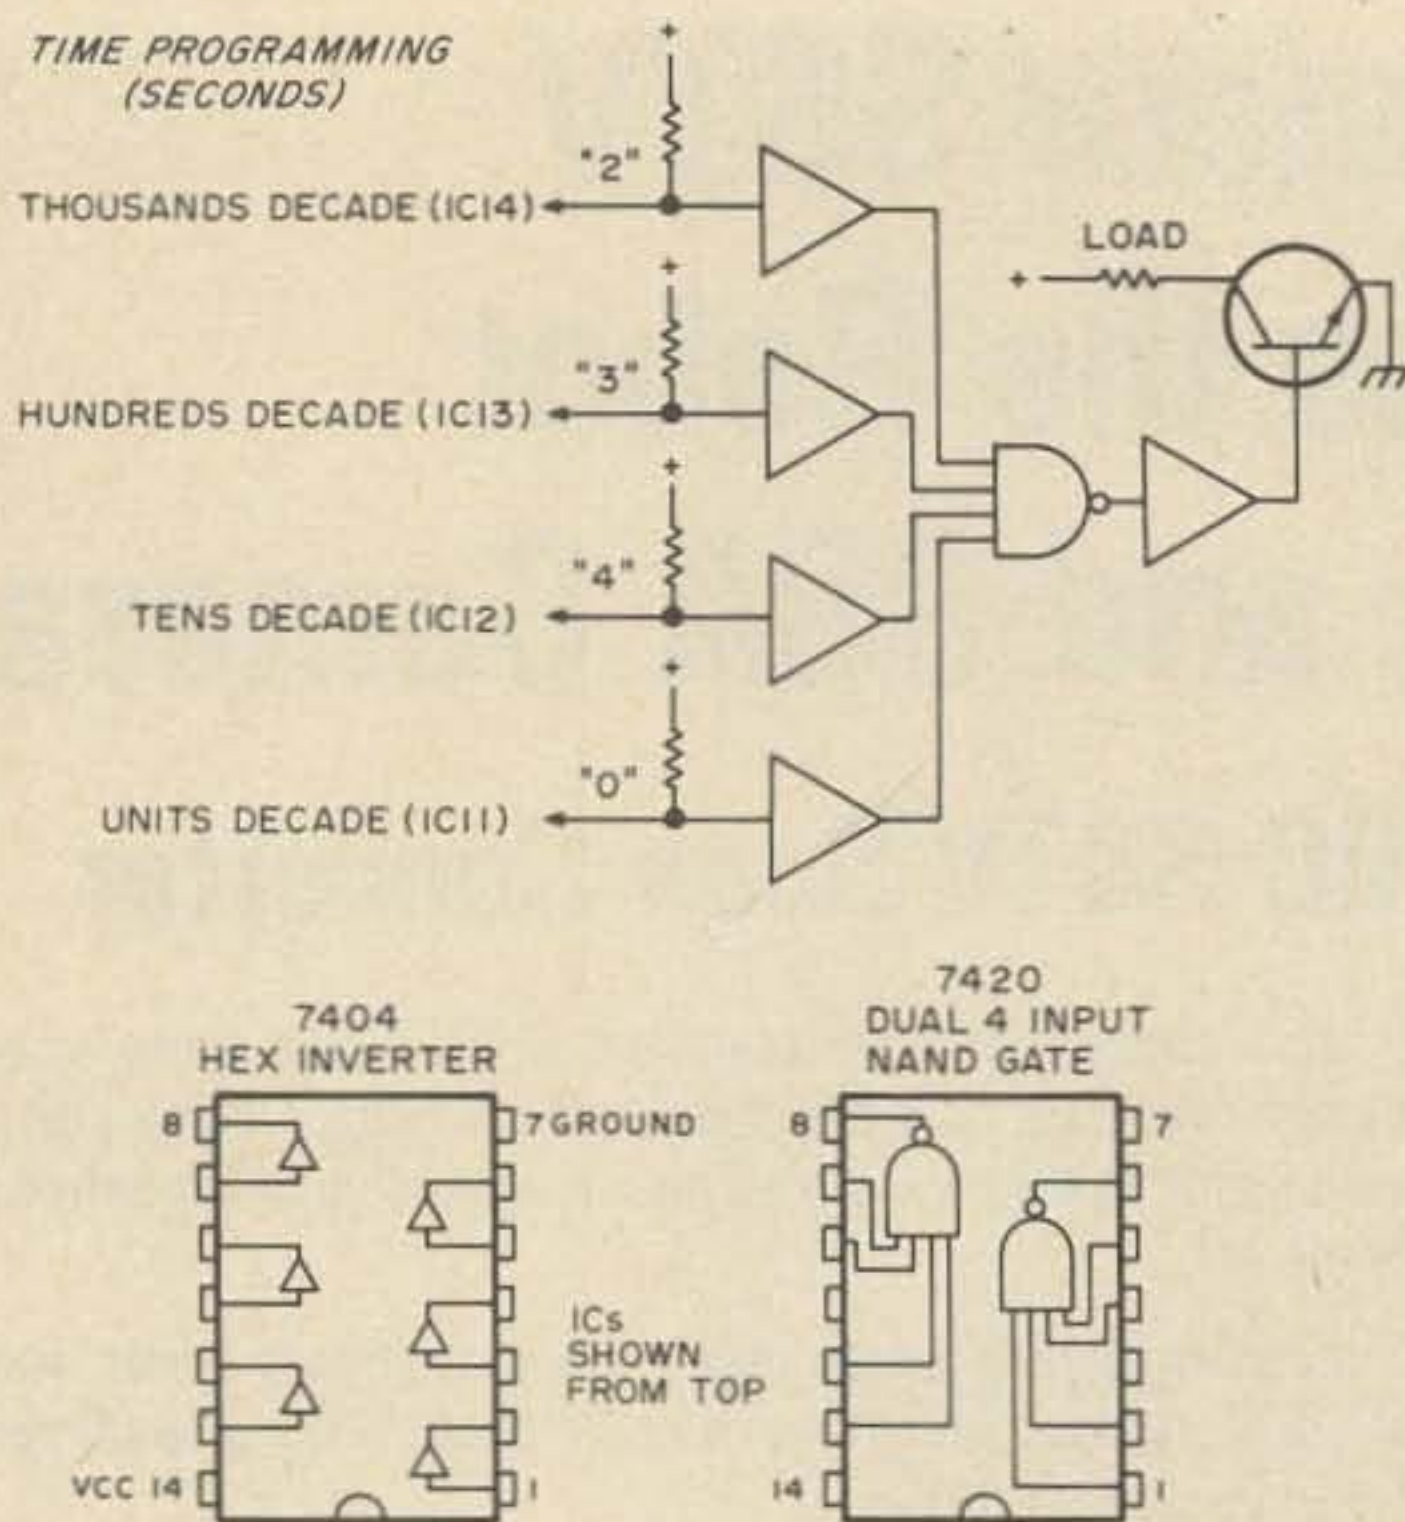 TIME PROGRAMMING
(SECONDS)
+
"2"
THOUSANDS DECADE (IC14)
+
"3"
HUNDREDS DECADE (IC13)
+
"4"
TENS DECADE (IC12)
+
"0"
UNITS DECADE (IC11)
LOAD
+
7404
HEX INVERTER
8
7 GROUND
VCC 14
1
ICs
SHOWN
FROM TOP
7420
DUAL 4 INPUT
NAND GATE
8
7
14
1